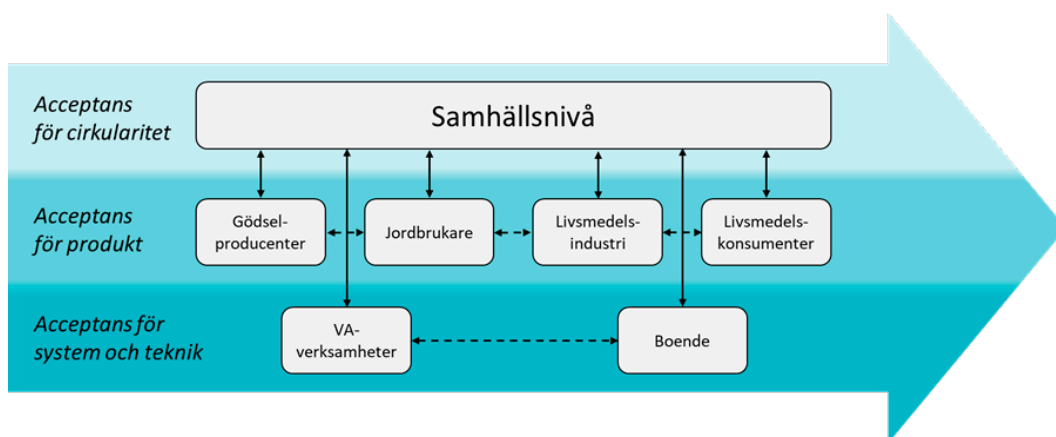 Acceptans
för cirkularitet
Samhällsnivå
Acceptans
för produkt
Gödsel-
producenter
Jordbrukare
Livsmedels-
industri
Livsmedels-
konsumenter
Acceptans för
system och teknik
VA-
verksamheter
Boende